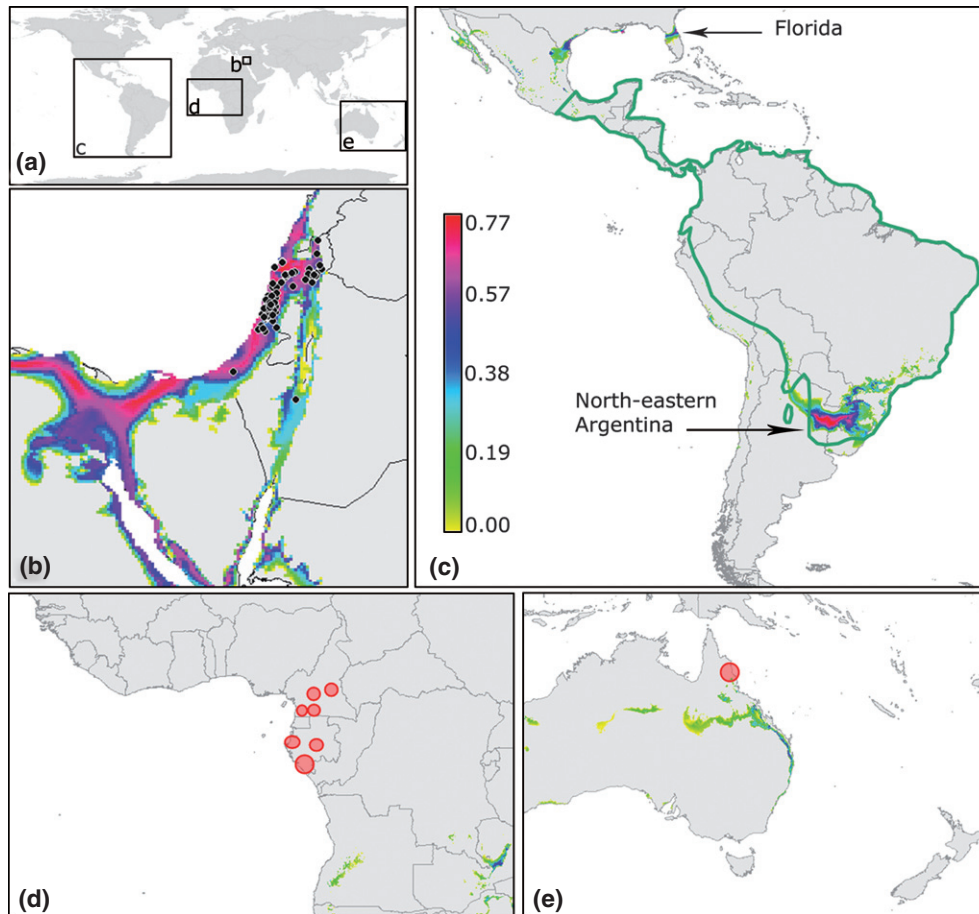 b
d
c
e
(a)
Florida
0.77
0.57
0.38
0.19
0.00
North-eastern
Argentina
(b)
(c)
(d)
(e)